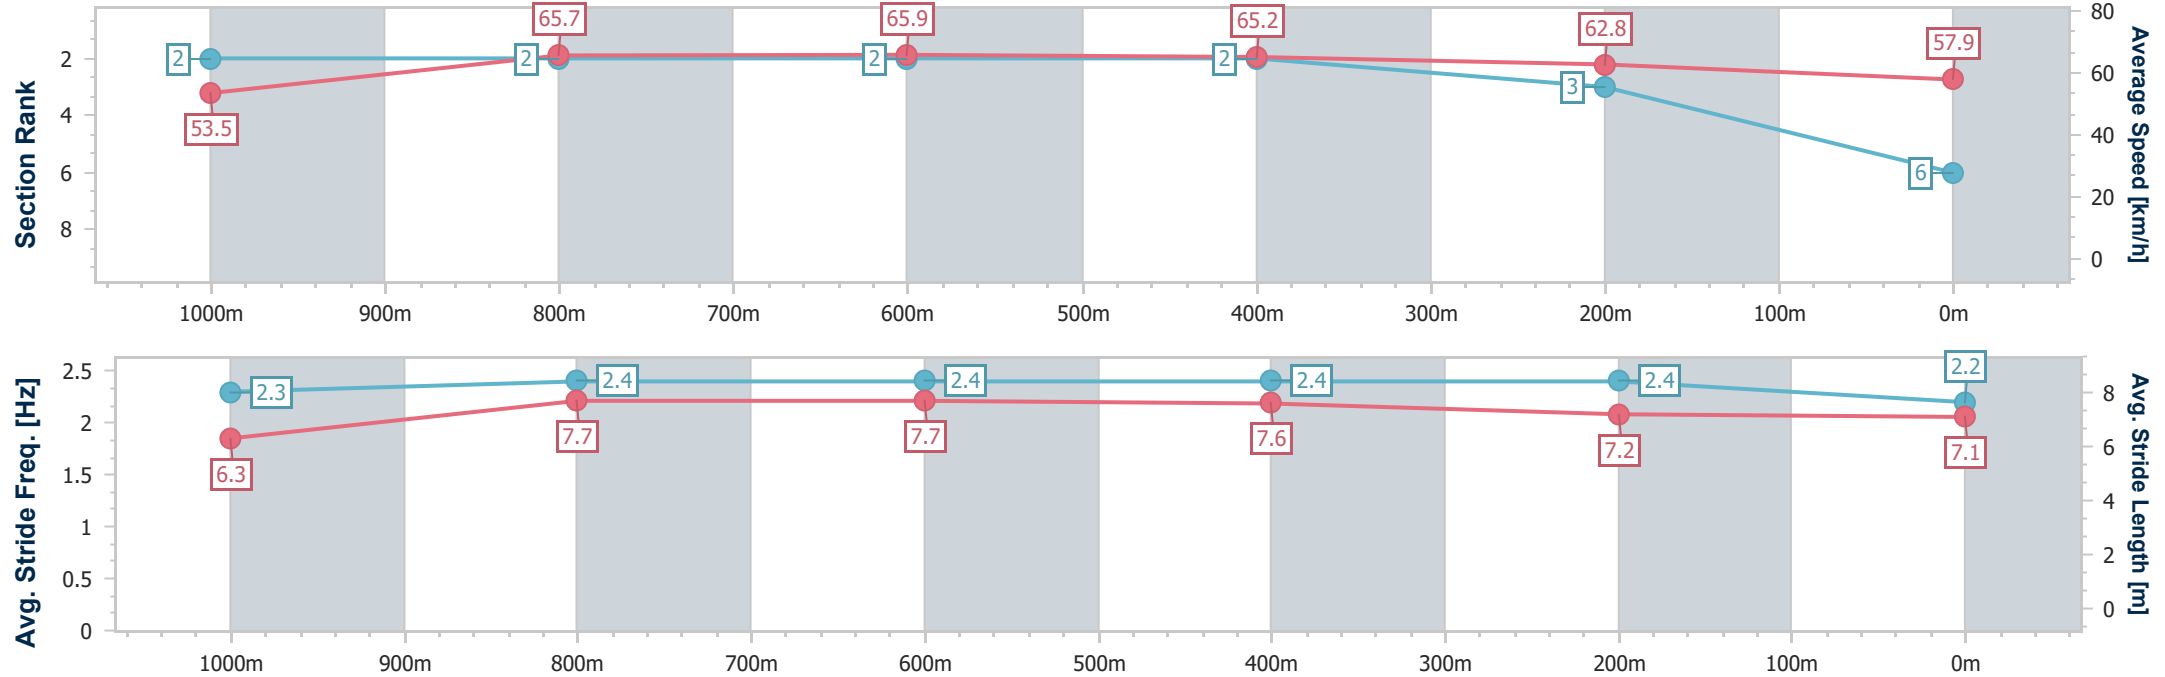 Section Rank
2
4
6
8
2
2
2
2
3
6
53.5
65.7
65.9
65.2
62.8
57.9
80
60
40
20
0
Average Speed [km/h]
1000m
900m
800m
700m
600m
500m
400m
300m
200m
100m
0m
Avg. Stride Freq. [Hz]
2.5
2
1.5
1
0.5
0
2.3
2.4
2.4
2.4
2.4
2.2
6.3
7.7
7.7
7.6
7.2
7.1
8
6
4
2
0
Avg. Stride Length [m]
1000m
900m
800m
700m
600m
500m
400m
300m
200m
100m
0m